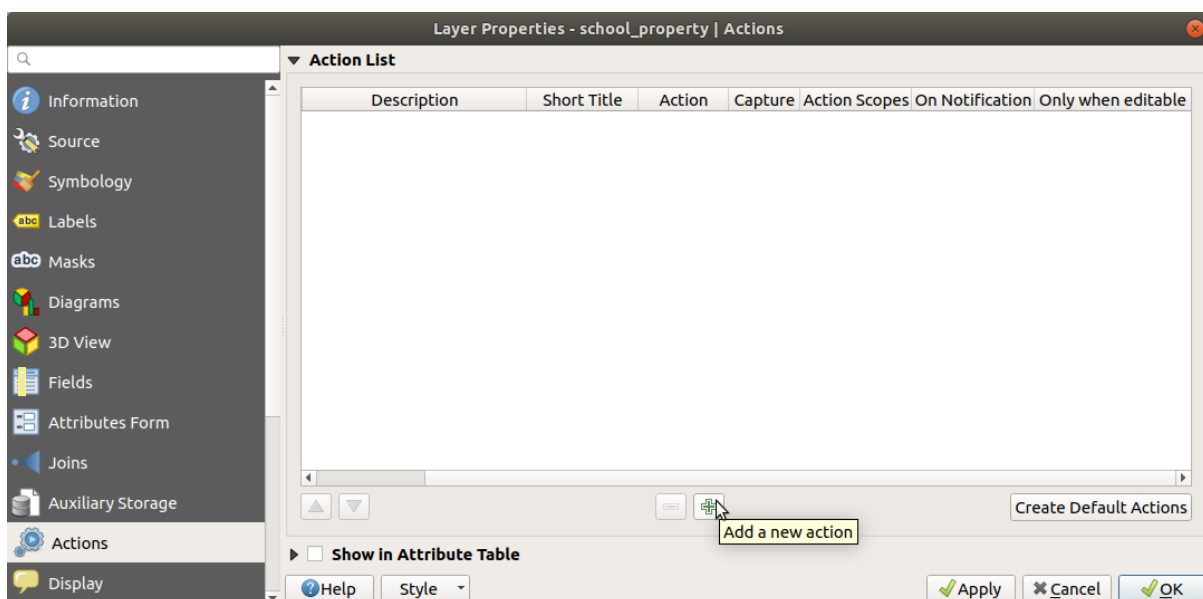 Layer Properties - school_property | Actions
Action List
Description Short Title Action Capture Action Scopes On Notification Only when editable
Information
Source
Symbology
abc Labels
abc Masks
Diagrams
3D View
Fields
Attributes Form
Joins
Auxiliary Storage
Actions
Display
Create Default Actions
Add a new action
Show in Attribute Table
Help Style Apply Cancel OK